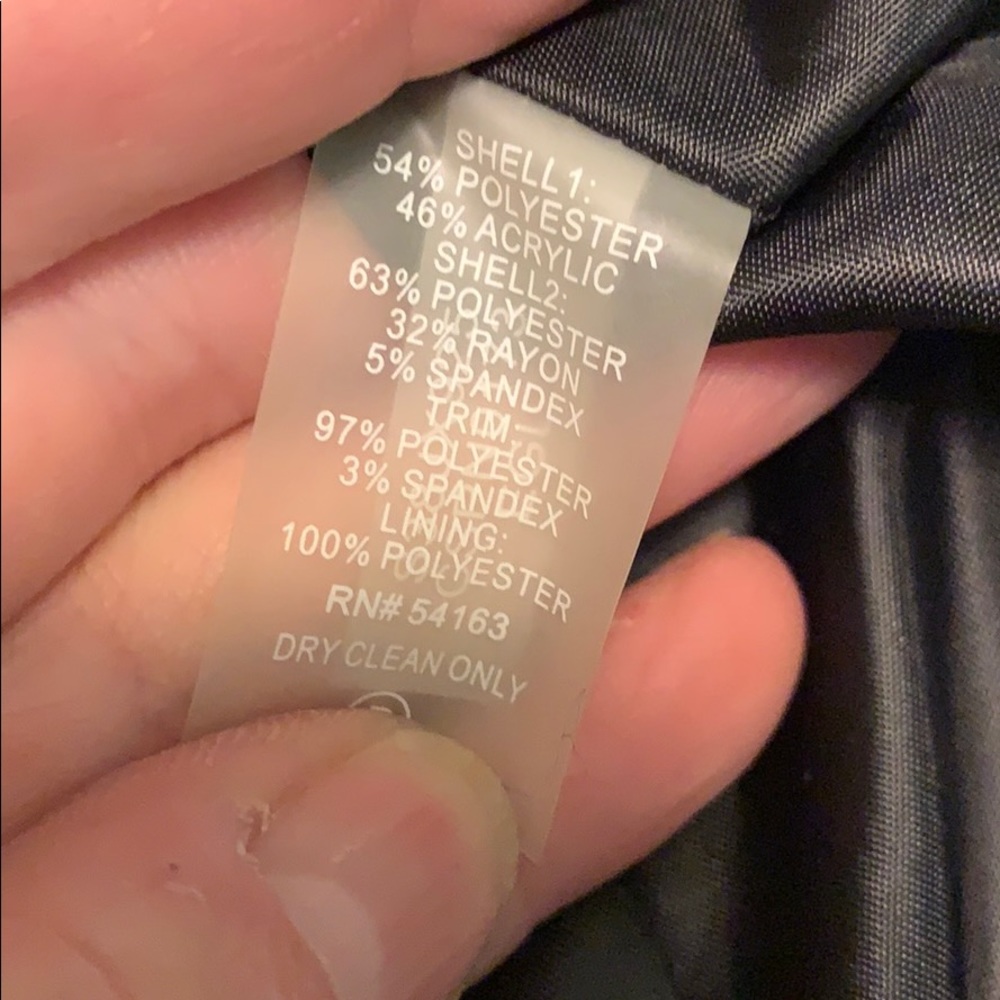 SHELL 1:
54% POLYESTER
46% ACRYLIC
SHELL2:
63% POLYESTER
32% RAYON
5% SPANDEX
TRIM
97% POLYESTER
3% SPANDEX
LINING:
100% POLYESTER
RN# 54163
DRY CLEAN ONLY